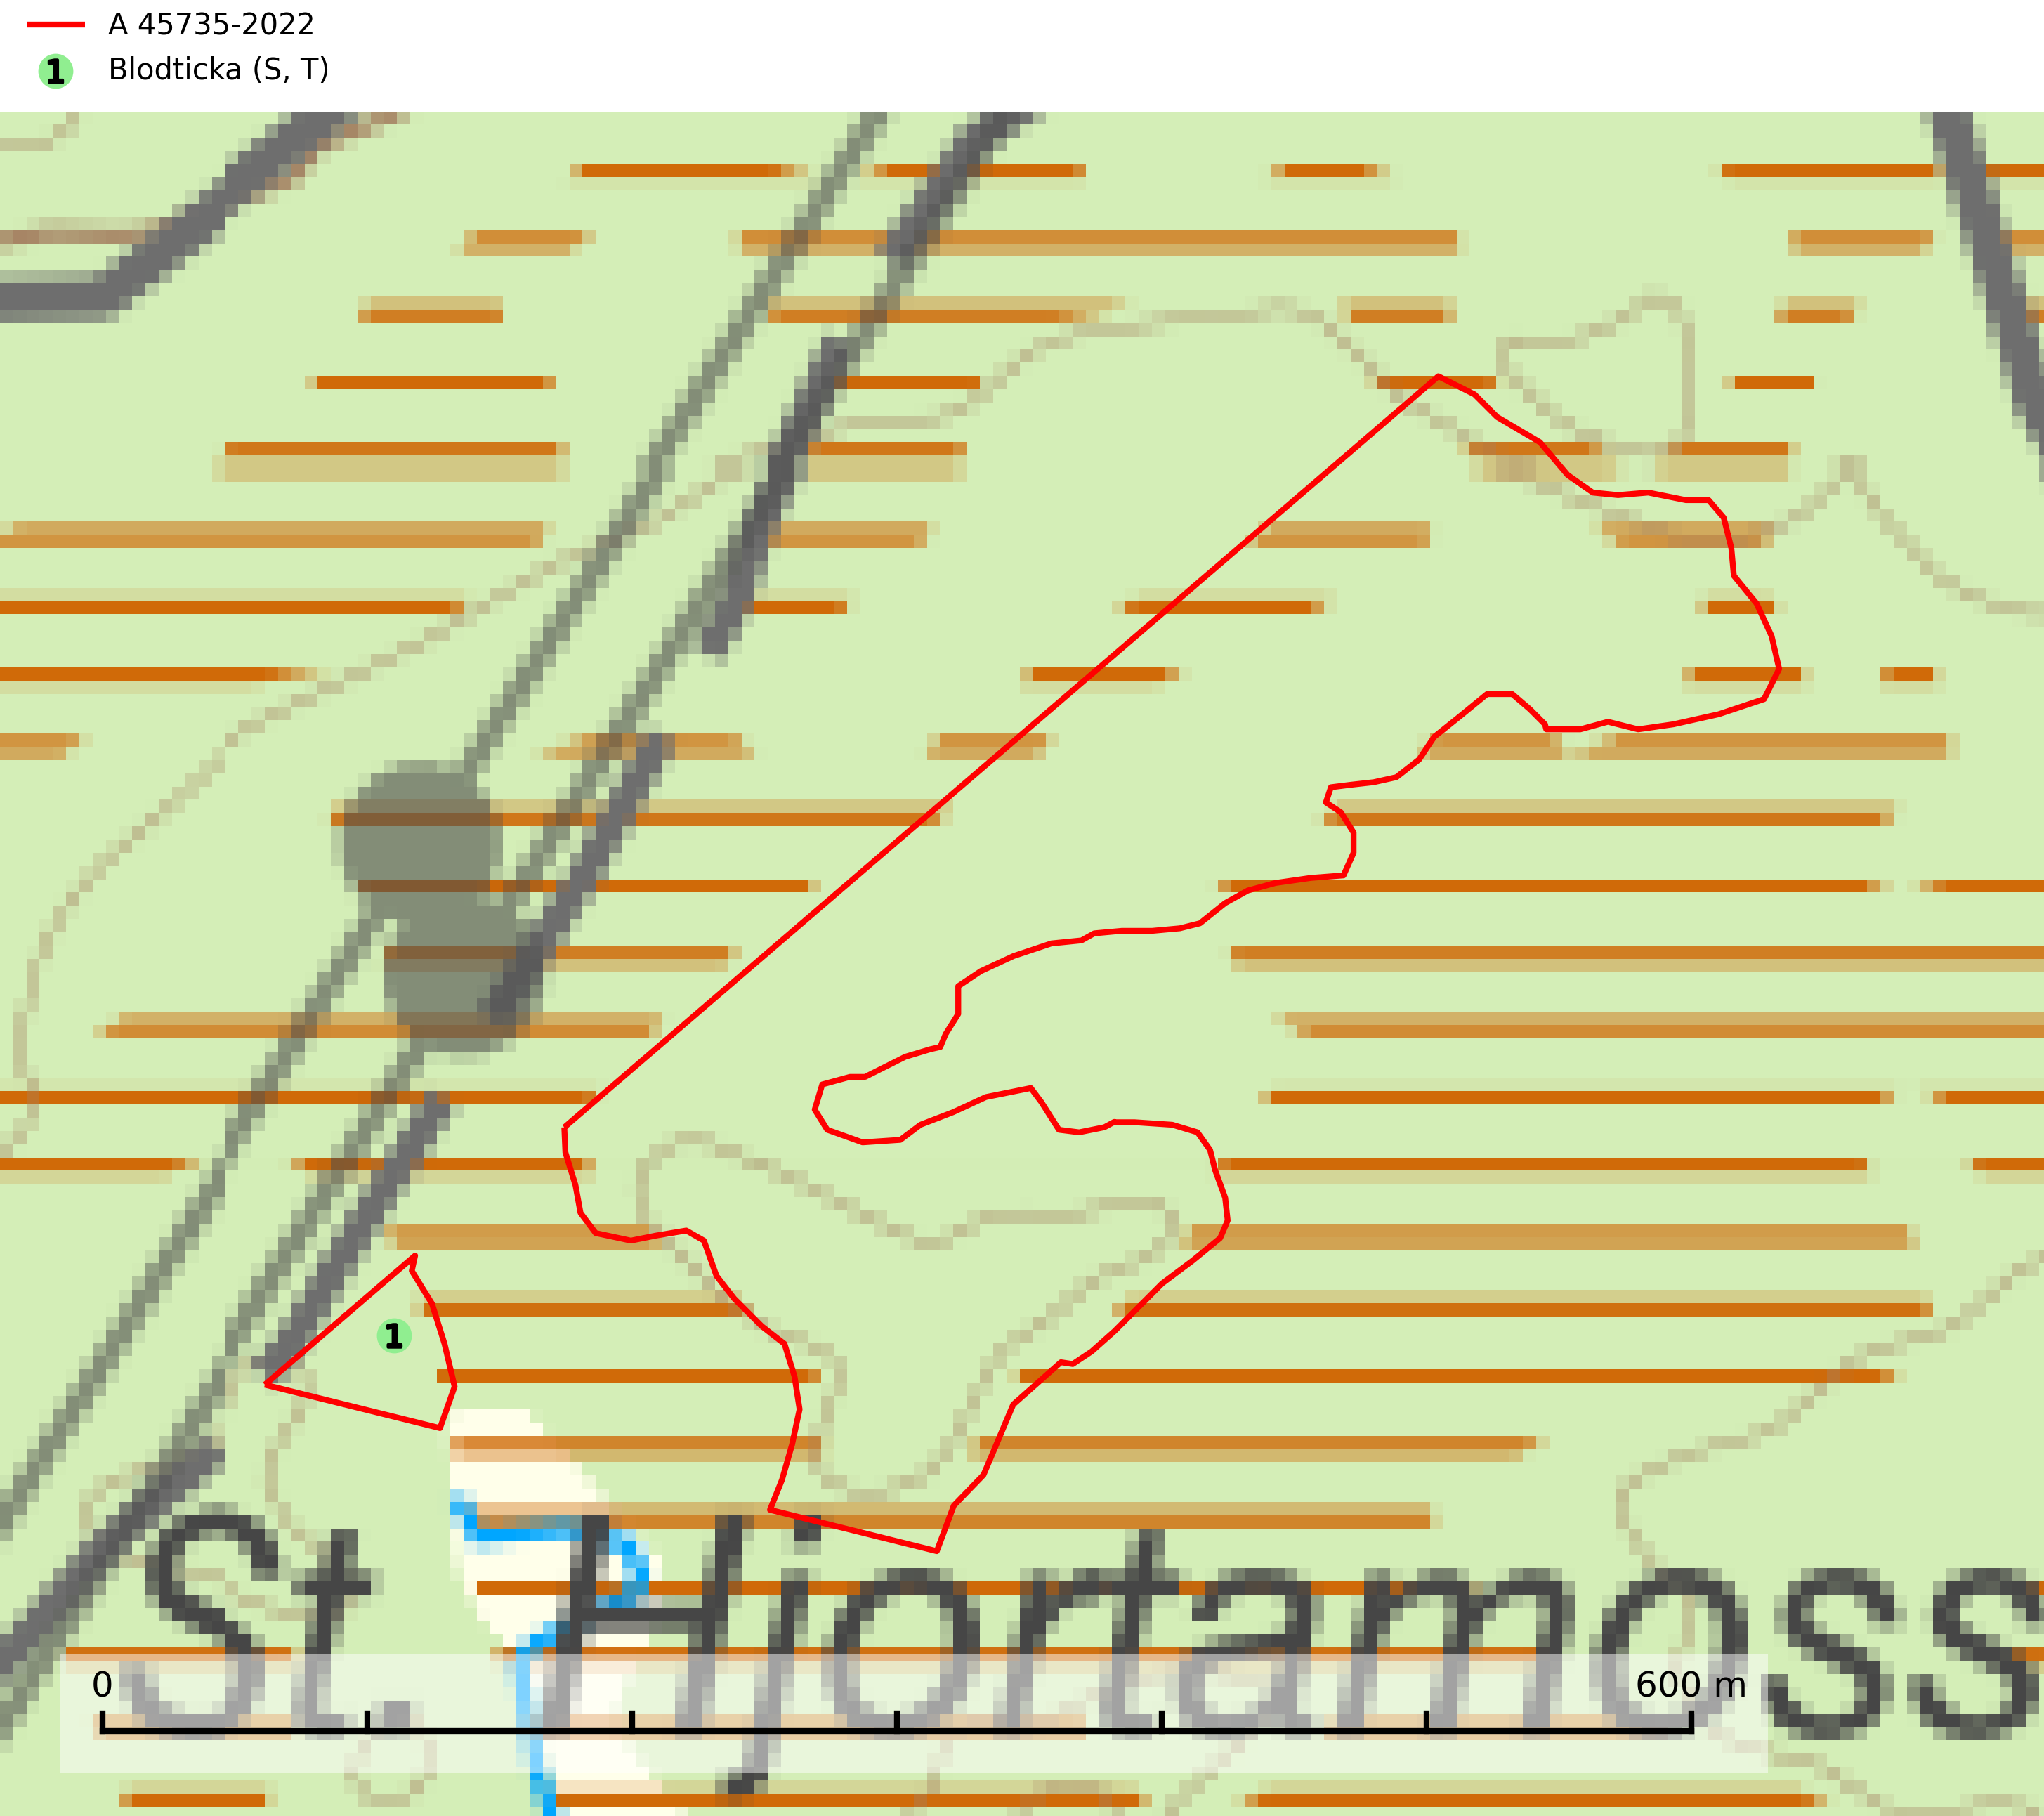 A 45735-2022
1 Blodticka (S, T)
1
St. Hjortamoss
0 600 m